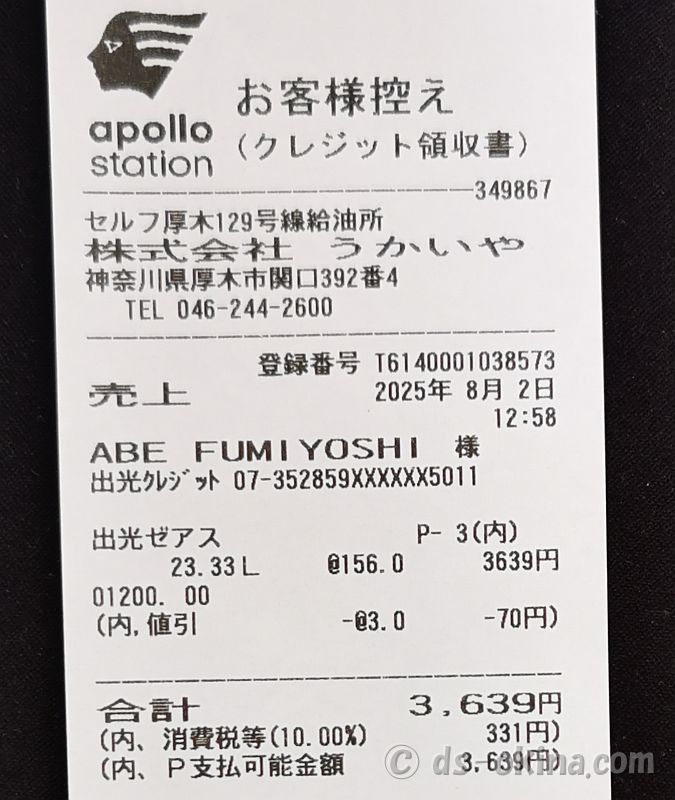 apollo
station
お客様控え
(クレジット領収書)
349867
セルフ厚木129号線給油所
株式会社 うかいや
神奈川県厚木市関口392番4
TEL 046-244-2600
登録番号 T6140001038573
売上 2025年 8月 2日
12:58
ABE FUMIYOSHI 様
出光ｸﾚｼﾞｯﾄ 07-352859XXXXXX5011
出光ゼアス P- 3(内)
23.33L @156.0 3639円
01200. 00
(内,値引 -@3.0 -70円)
合計 3,639円
(内、消費税等(10.00%) 331円)
(内、P支払可能金額 3,639円)
© ds-okina.com